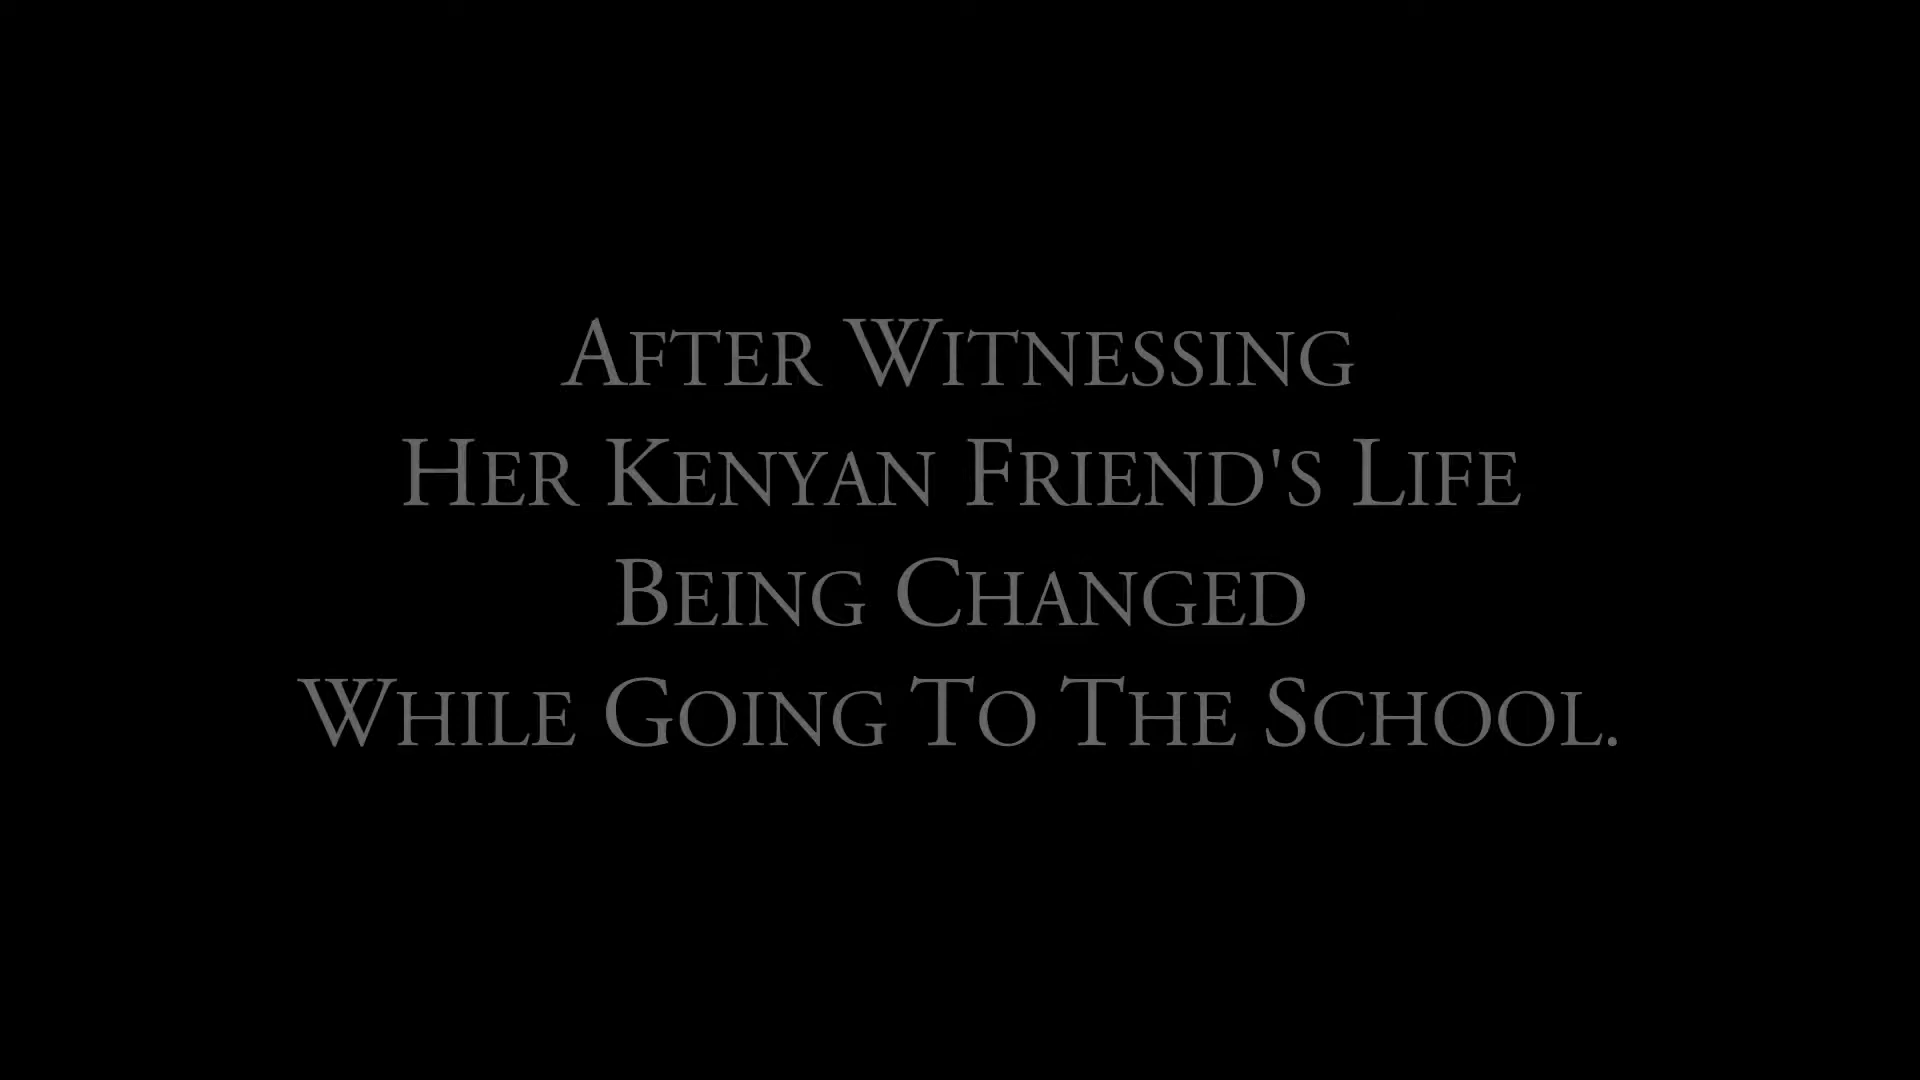 After Witnessing
Her Kenyan Friend's Life
Being Changed
While Going To The School.